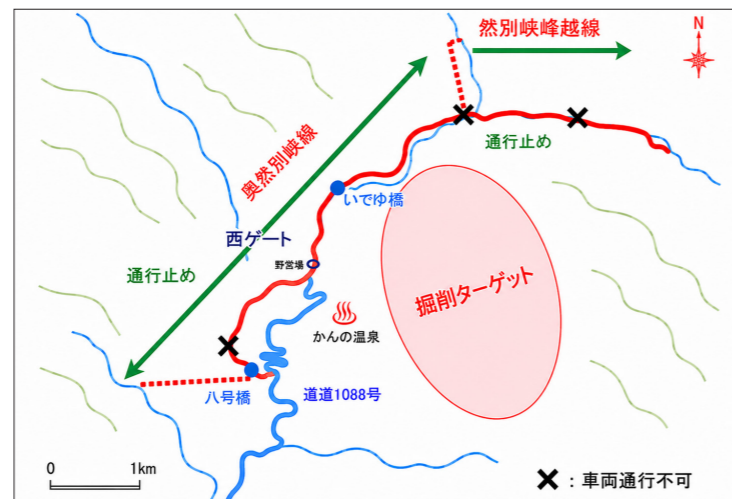 然別峡峰越線
N
通行止め
奥然別峡線
いでゆ橋
西ゲート
野営場
通行止め
掘削ターゲット
かんの温泉
八号橋
道道1088号
0 1km
✕:車両通行不可